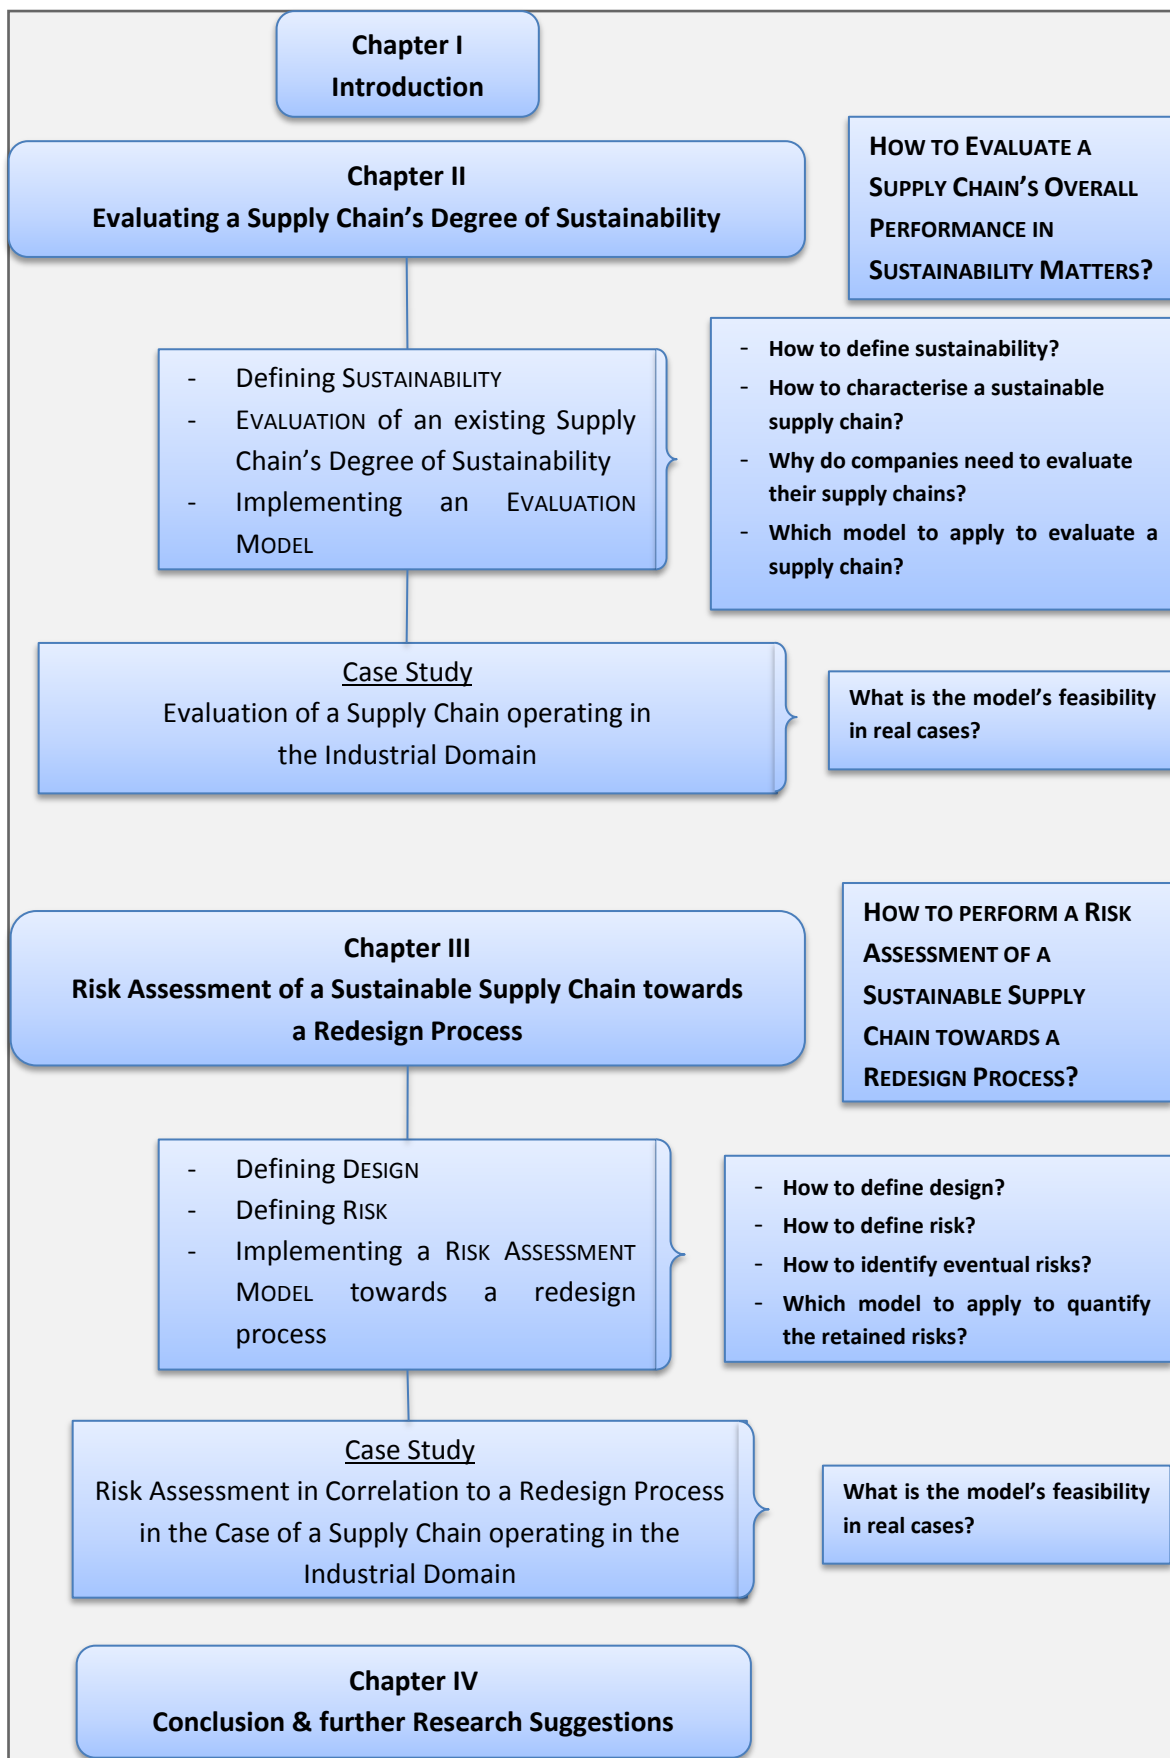 Chapter I
Introduction
Chapter II
Evaluating a Supply Chain’s Degree of Sustainability
HOW TO EVALUATE A
SUPPLY CHAIN’S OVERALL
PERFORMANCE IN
SUSTAINABILITY MATTERS?
- Defining SUSTAINABILITY
- EVALUATION of an existing Supply
Chain’s Degree of Sustainability
- Implementing an EVALUATION
MODEL
- How to define sustainability?
- How to characterise a sustainable
supply chain?
- Why do companies need to evaluate
their supply chains?
- Which model to apply to evaluate a
supply chain?
Case Study
Evaluation of a Supply Chain operating in
the Industrial Domain
What is the model’s feasibility
in real cases?
Chapter III
Risk Assessment of a Sustainable Supply Chain towards
a Redesign Process
HOW TO PERFORM A RISK
ASSESSMENT OF A
SUSTAINABLE SUPPLY
CHAIN TOWARDS A
REDESIGN PROCESS?
- Defining DESIGN
- Defining RISK
- Implementing a RISK ASSESSMENT
MODEL towards a redesign
process
- How to define design?
- How to define risk?
- How to identify eventual risks?
- Which model to apply to quantify
the retained risks?
Case Study
Risk Assessment in Correlation to a Redesign Process
in the Case of a Supply Chain operating in the
Industrial Domain
What is the model’s feasibility
in real cases?
Chapter IV
Conclusion & further Research Suggestions